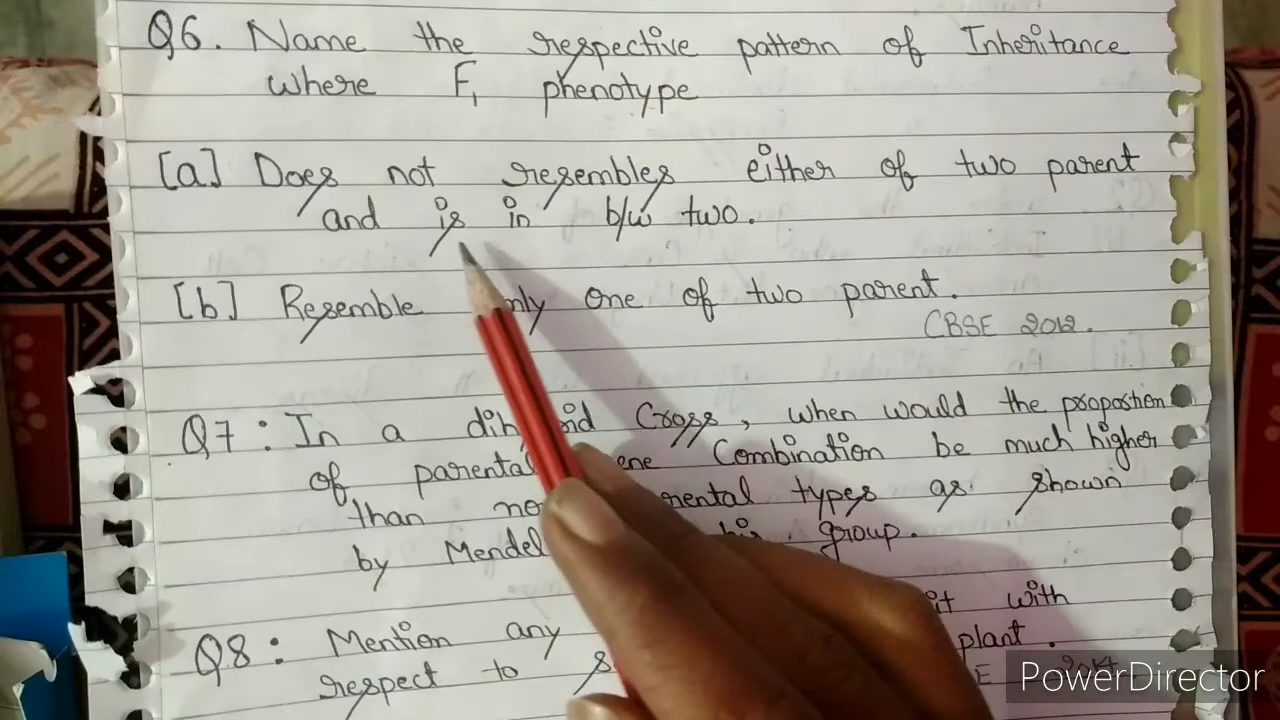 Q6. Name the respective pattern of Inheritance
where F₁ phenotype
[a] Does not resembles either of two parent
and is in b/w two.
[b] Resemble only one of two parent.
CBSE 2012.
Q7: In a Cross, when would the proportion
of parental Combination be much higher
than types as shown
by Mendel group.
Q8: Mention any with
respect to plant.
PowerDirector